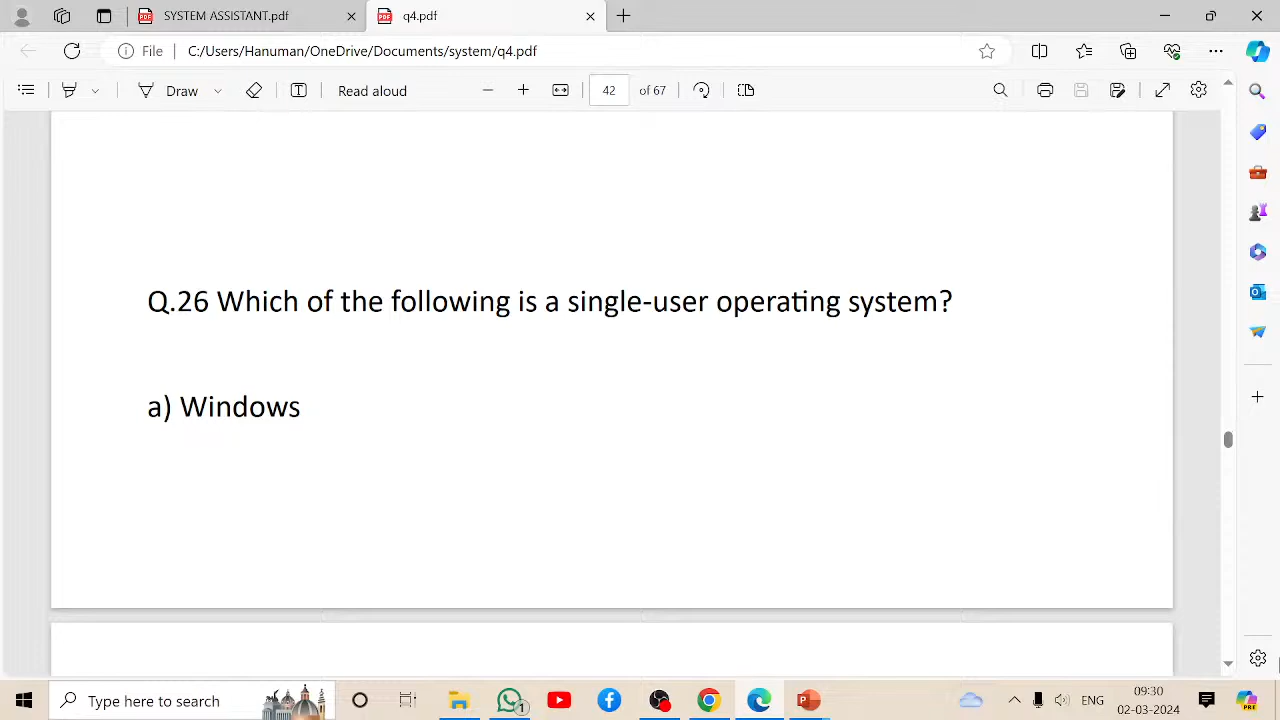 SYSTEM ASSISTANT.pdf
q4.pdf
File
C:/Users/Hanuman/OneDrive/Documents/system/q4.pdf
Draw
Read aloud
42
of 67
Q.26 Which of the following is a single-user operating system?
a) Windows
Type here to search
1
ENG
02-03-2024